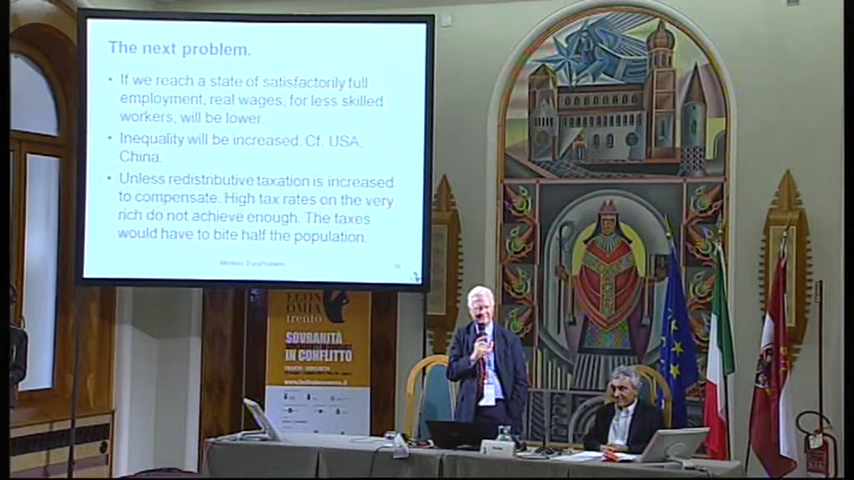 The next problem.
• If we reach a state of satisfactorily full
employment, real wages, for less skilled
workers, will be lower.
• Inequality will be increased. Cf. USA,
China.
• Unless redistributive taxation is increased
to compensate. High tax rates on the very
rich do not achieve enough. The taxes
would have to bite half the population.
ECON
OMIA
trento
SOVRANITÀ
IN CONFLITTO